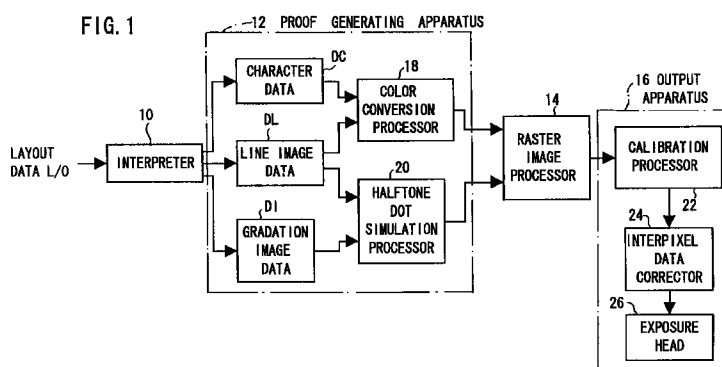 FIG. 1
12 PROOF GENERATING APPARATUS
DC
CHARACTER
DATA
18
COLOR
CONVERSION
PROCESSOR
16 OUTPUT
APPARATUS
10
INTERPRETER
LAYOUT
DATA L/O
DL
LINE IMAGE
DATA
14
RASTER
IMAGE
PROCESSOR
CALIBRATION
PROCESSOR
22
DI
GRADATION
IMAGE
DATA
20
HALFTONE
DOT
SIMULATION
PROCESSOR
24
INTERPIXEL
DATA
CORRECTOR
26
EXPOSURE
HEAD